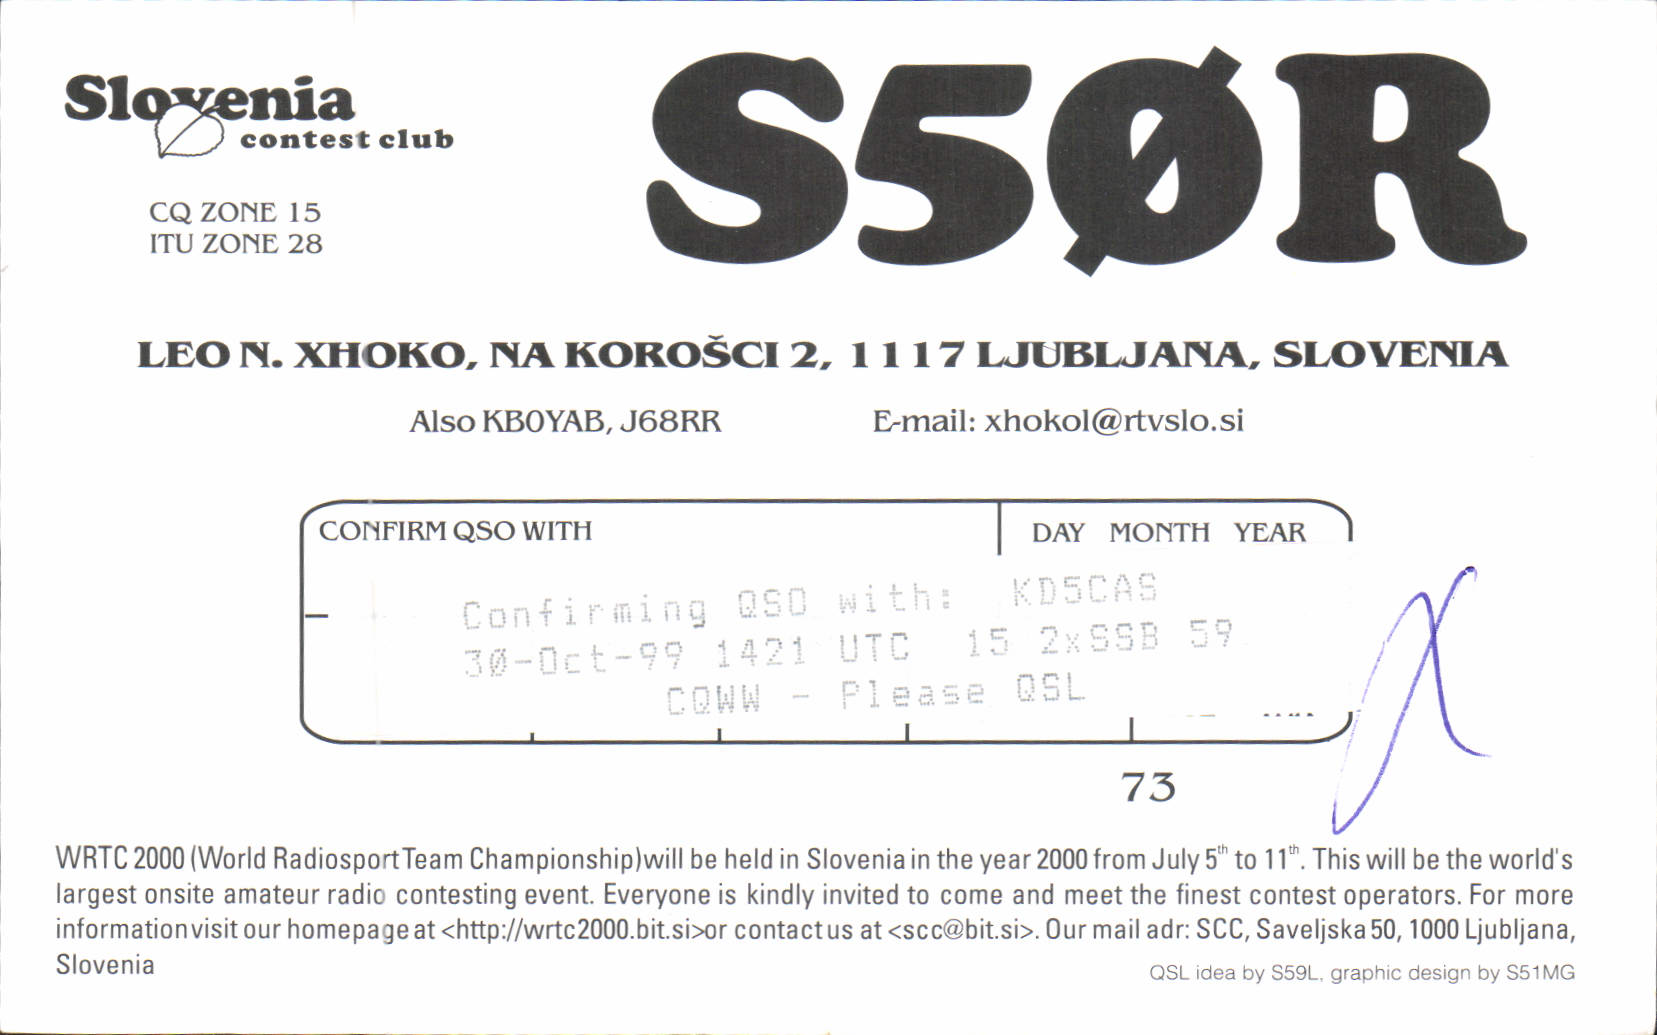 Slovenia
contest club
S5ØR
CQ ZONE 15
ITU ZONE 28
LEO N. XHOKO, NA KOROŠCI 2, 1117 LJUBLJANA, SLOVENIA
Also KB0YAB, J68RR
E-mail: xhokol@rtvslo.si
CONFIRM QSO WITH
DAY MONTH YEAR
Confirming QSO with: KD5CAS
30-Oct-99 1421 UTC 15 2xSSB 59
CQWW - Please QSL
73
WRTC 2000 (World Radiosport Team Championship)will be held in Slovenia in the year 2000 from July 5th to 11th. This will be the world's
largest onsite amateur radio contesting event. Everyone is kindly invited to come and meet the finest contest operators. For more
information visit our homepage at <http://wrtc2000.bit.si>or contact us at <scc@bit.si>. Our mail adr: SCC, Saveljska 50, 1000 Ljubljana,
Slovenia
QSL idea by S59L, graphic design by S51MG